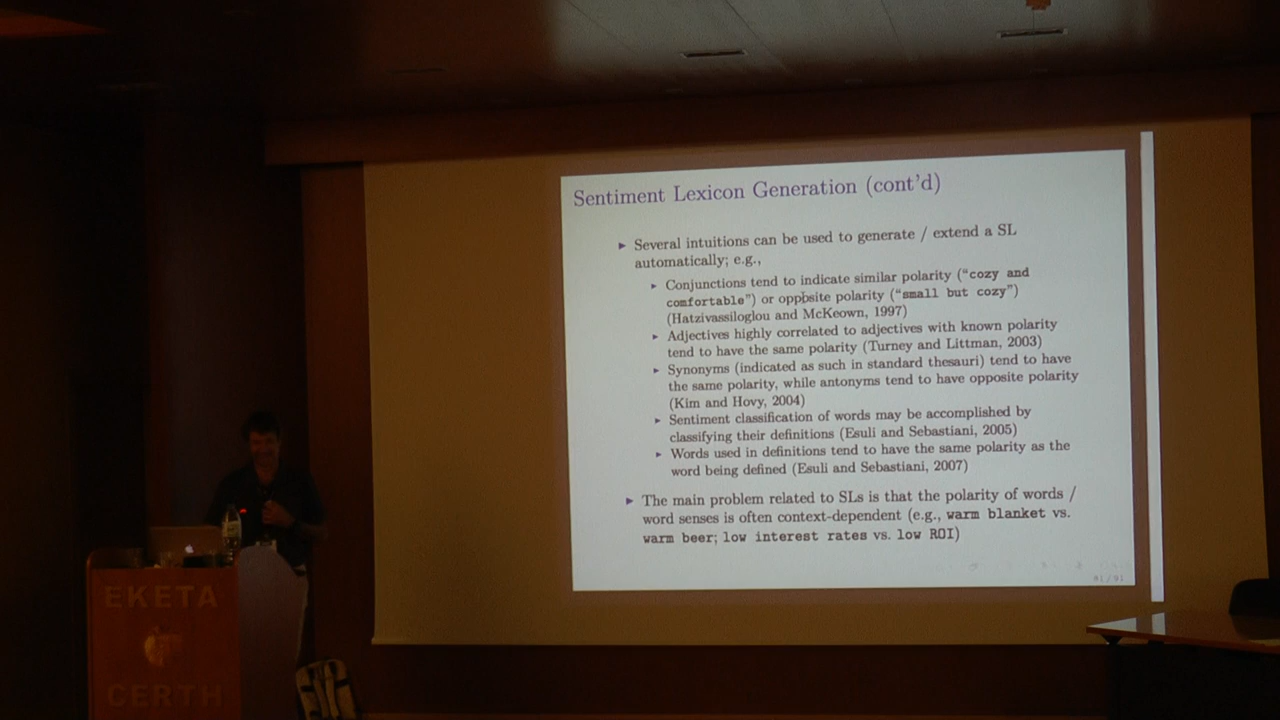 Sentiment Lexicon Generation (cont'd)
▸ Several intuitions can be used to generate / extend a SL
automatically; e.g.,
▸ Conjunctions tend to indicate similar polarity ("cozy and
comfortable") or opposite polarity ("small but cozy")
(Hatzivassiloglou and McKeown, 1997)
▸ Adjectives highly correlated to adjectives with known polarity
tend to have the same polarity (Turney and Littman, 2003)
▸ Synonyms (indicated as such in standard thesauri) tend to have
the same polarity, while antonyms tend to have opposite polarity
(Kim and Hovy, 2004)
▸ Sentiment classification of words may be accomplished by
classifying their definitions (Esuli and Sebastiani, 2005)
▸ Words used in definitions tend to have the same polarity as the
word being defined (Esuli and Sebastiani, 2007)
▸ The main problem related to SLs is that the polarity of words /
word senses is often context-dependent (e.g., warm blanket vs.
warm beer; low interest rates vs. low ROI)
EKETA
CERTH